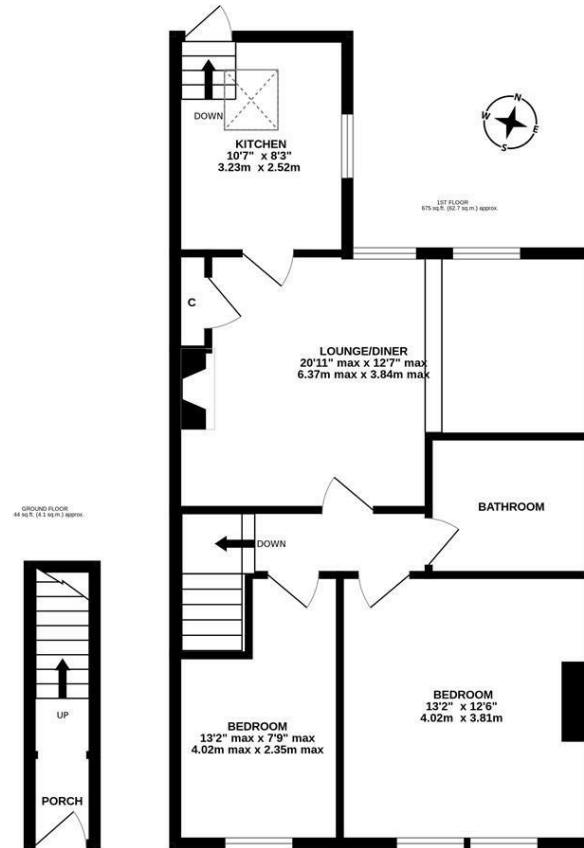 DOWN
KITCHEN
10'7" x 8'3"
3.23m x 2.52m
N
W
E
S
1ST FLOOR
675 sq.ft. (62.7 sq.m.) approx.
C
LOUNGE/DINER
20'11" max x 12'7" max
6.37m max x 3.84m max
BATHROOM
GROUND FLOOR
44 sq.ft. (4.1 sq.m.) approx.
DOWN
UP
BEDROOM
13'2" max x 7'9" max
4.02m max x 2.35m max
BEDROOM
13'2" x 12'6"
4.02m x 3.81m
PORCH